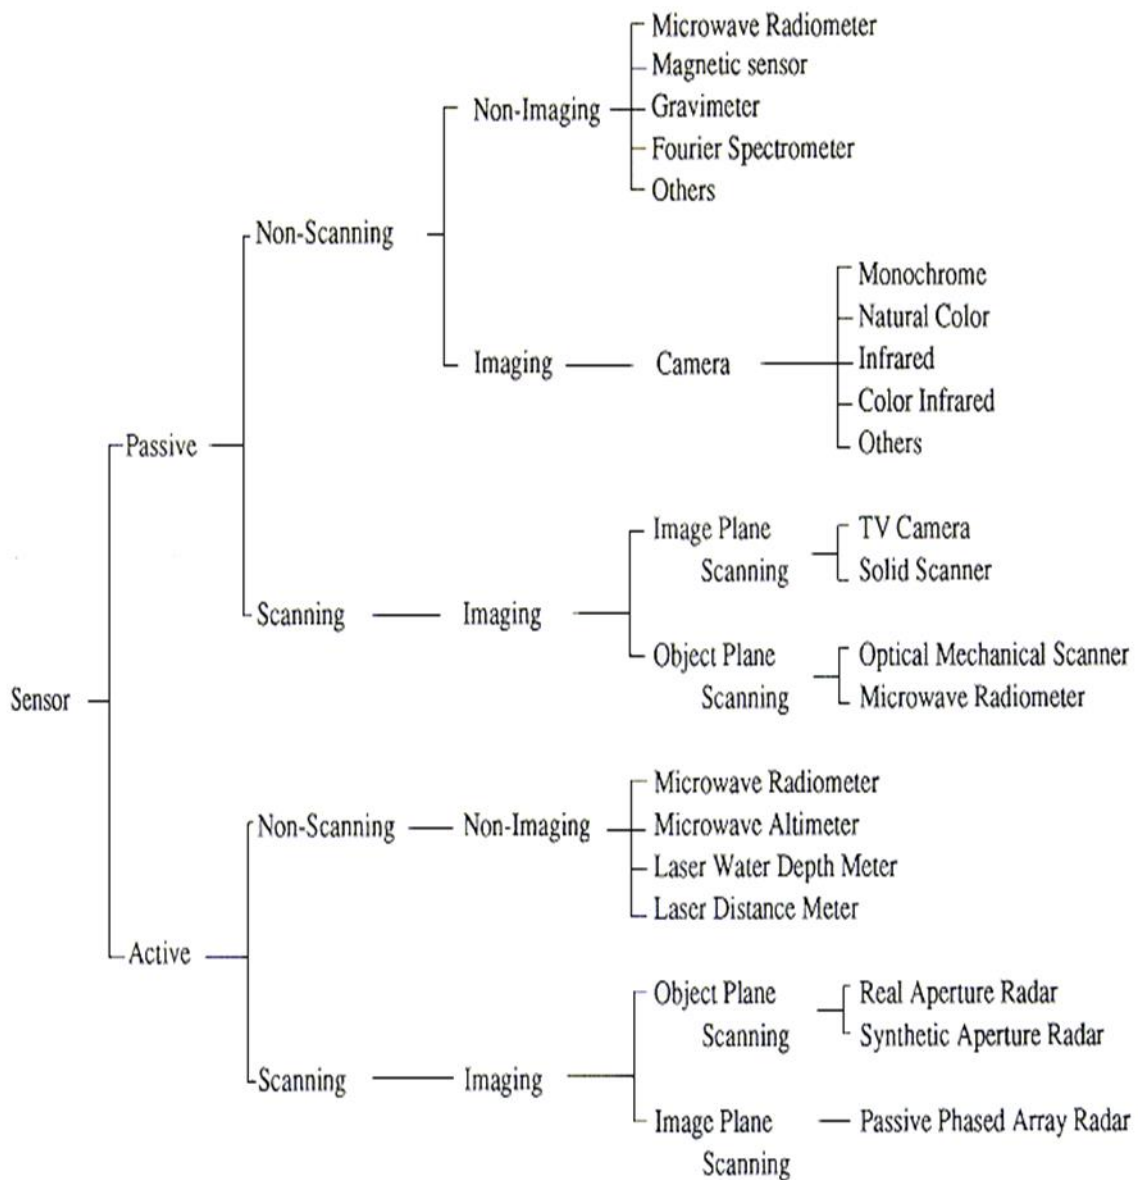 Microwave Radiometer
Magnetic sensor
Non-Imaging
Gravimeter
Fourier Spectrometer
Others
Non-Scanning
Monochrome
Natural Color
Imaging
Camera
Infrared
Color Infrared
Others
Passive
Image Plane
Scanning
TV Camera
Solid Scanner
Scanning
Imaging
Object Plane
Scanning
Optical Mechanical Scanner
Microwave Radiometer
Sensor
Microwave Radiometer
Non-Scanning
Non-Imaging
Microwave Altimeter
Laser Water Depth Meter
Laser Distance Meter
Active
Object Plane
Scanning
Real Aperture Radar
Synthetic Aperture Radar
Scanning
Imaging
Image Plane
Scanning
Passive Phased Array Radar